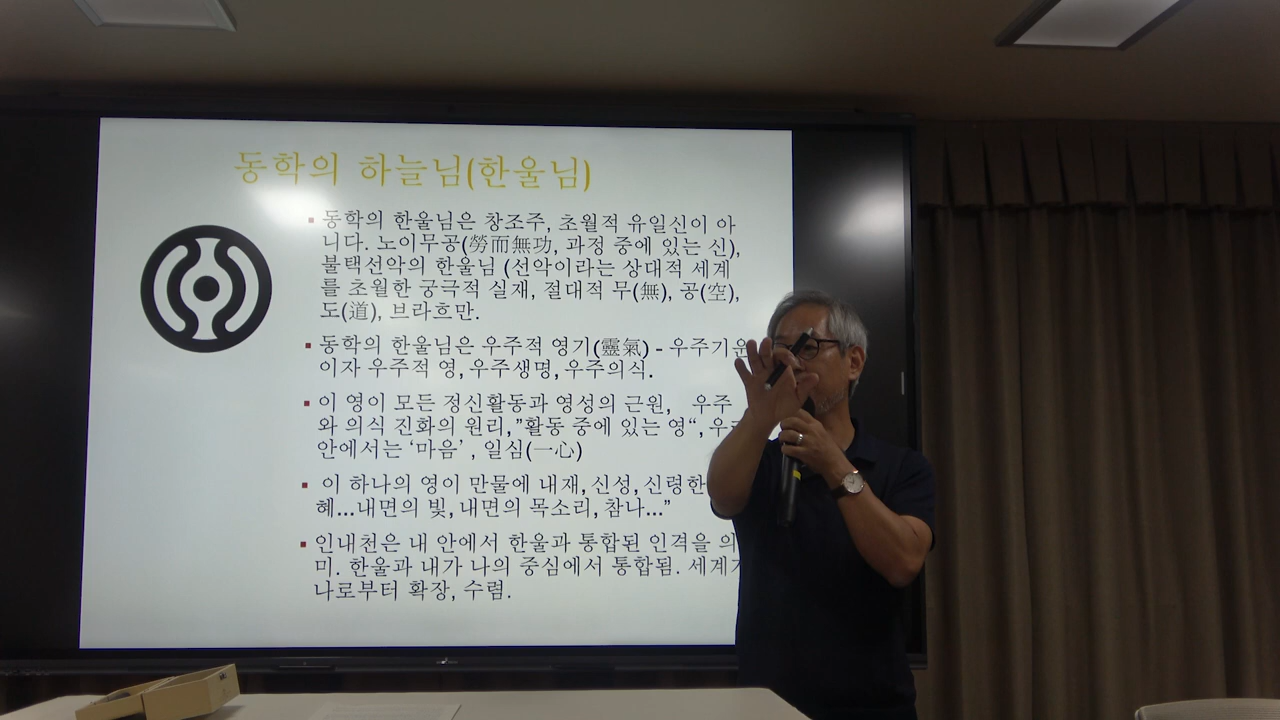 동학의 하늘님(한울님)
▪ 동학의 한울님은 창조주, 초월적 유일신이 아
니다. 노이무공(勞而無功, 과정 중에 있는 신),
불택선악의 한울님 (선악이라는 상대적 세계
를 초월한 궁극적 실재, 절대적 무(無), 공(空),
도(道), 브라흐만.
▪ 동학의 한울님은 우주적 영기(靈氣) - 우주기운
이자 우주적 영, 우주생명, 우주의식.
▪ 이 영이 모든 정신활동과 영성의 근원, 우주
와 의식 진화의 원리, ”활동 중에 있는 영“,
안에서는 ‘마음’ , 일심(一心)
▪ 이 하나의 영이 만물에 내재, 신성, 신령한
혜...내면의 빛, 내면의 목소리, 참나...”
▪ 인내천은 내 안에서 한울과 통합된 인격을 의
미. 한울과 내가 나의 중심에서 통합됨.
나로부터 확장, 수렴.